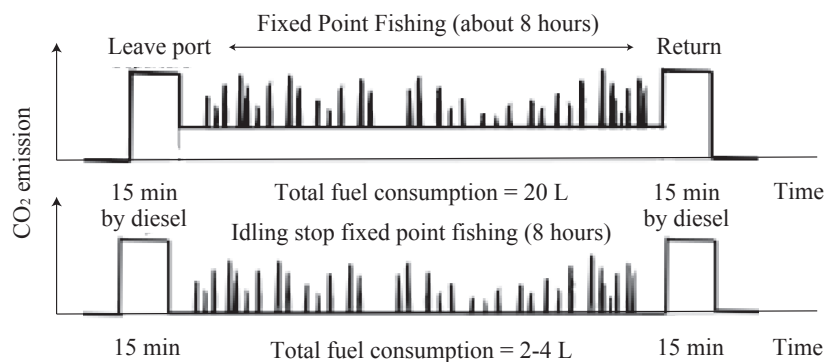 Fixed Point Fishing (about 8 hours)
Leave port
Return
CO₂ emission
15 min
by diesel
Total fuel consumption = 20 L
15 min
by diesel
Time
Idling stop fixed point fishing (8 hours)
15 min
Total fuel consumption = 2-4 L
15 min
Time